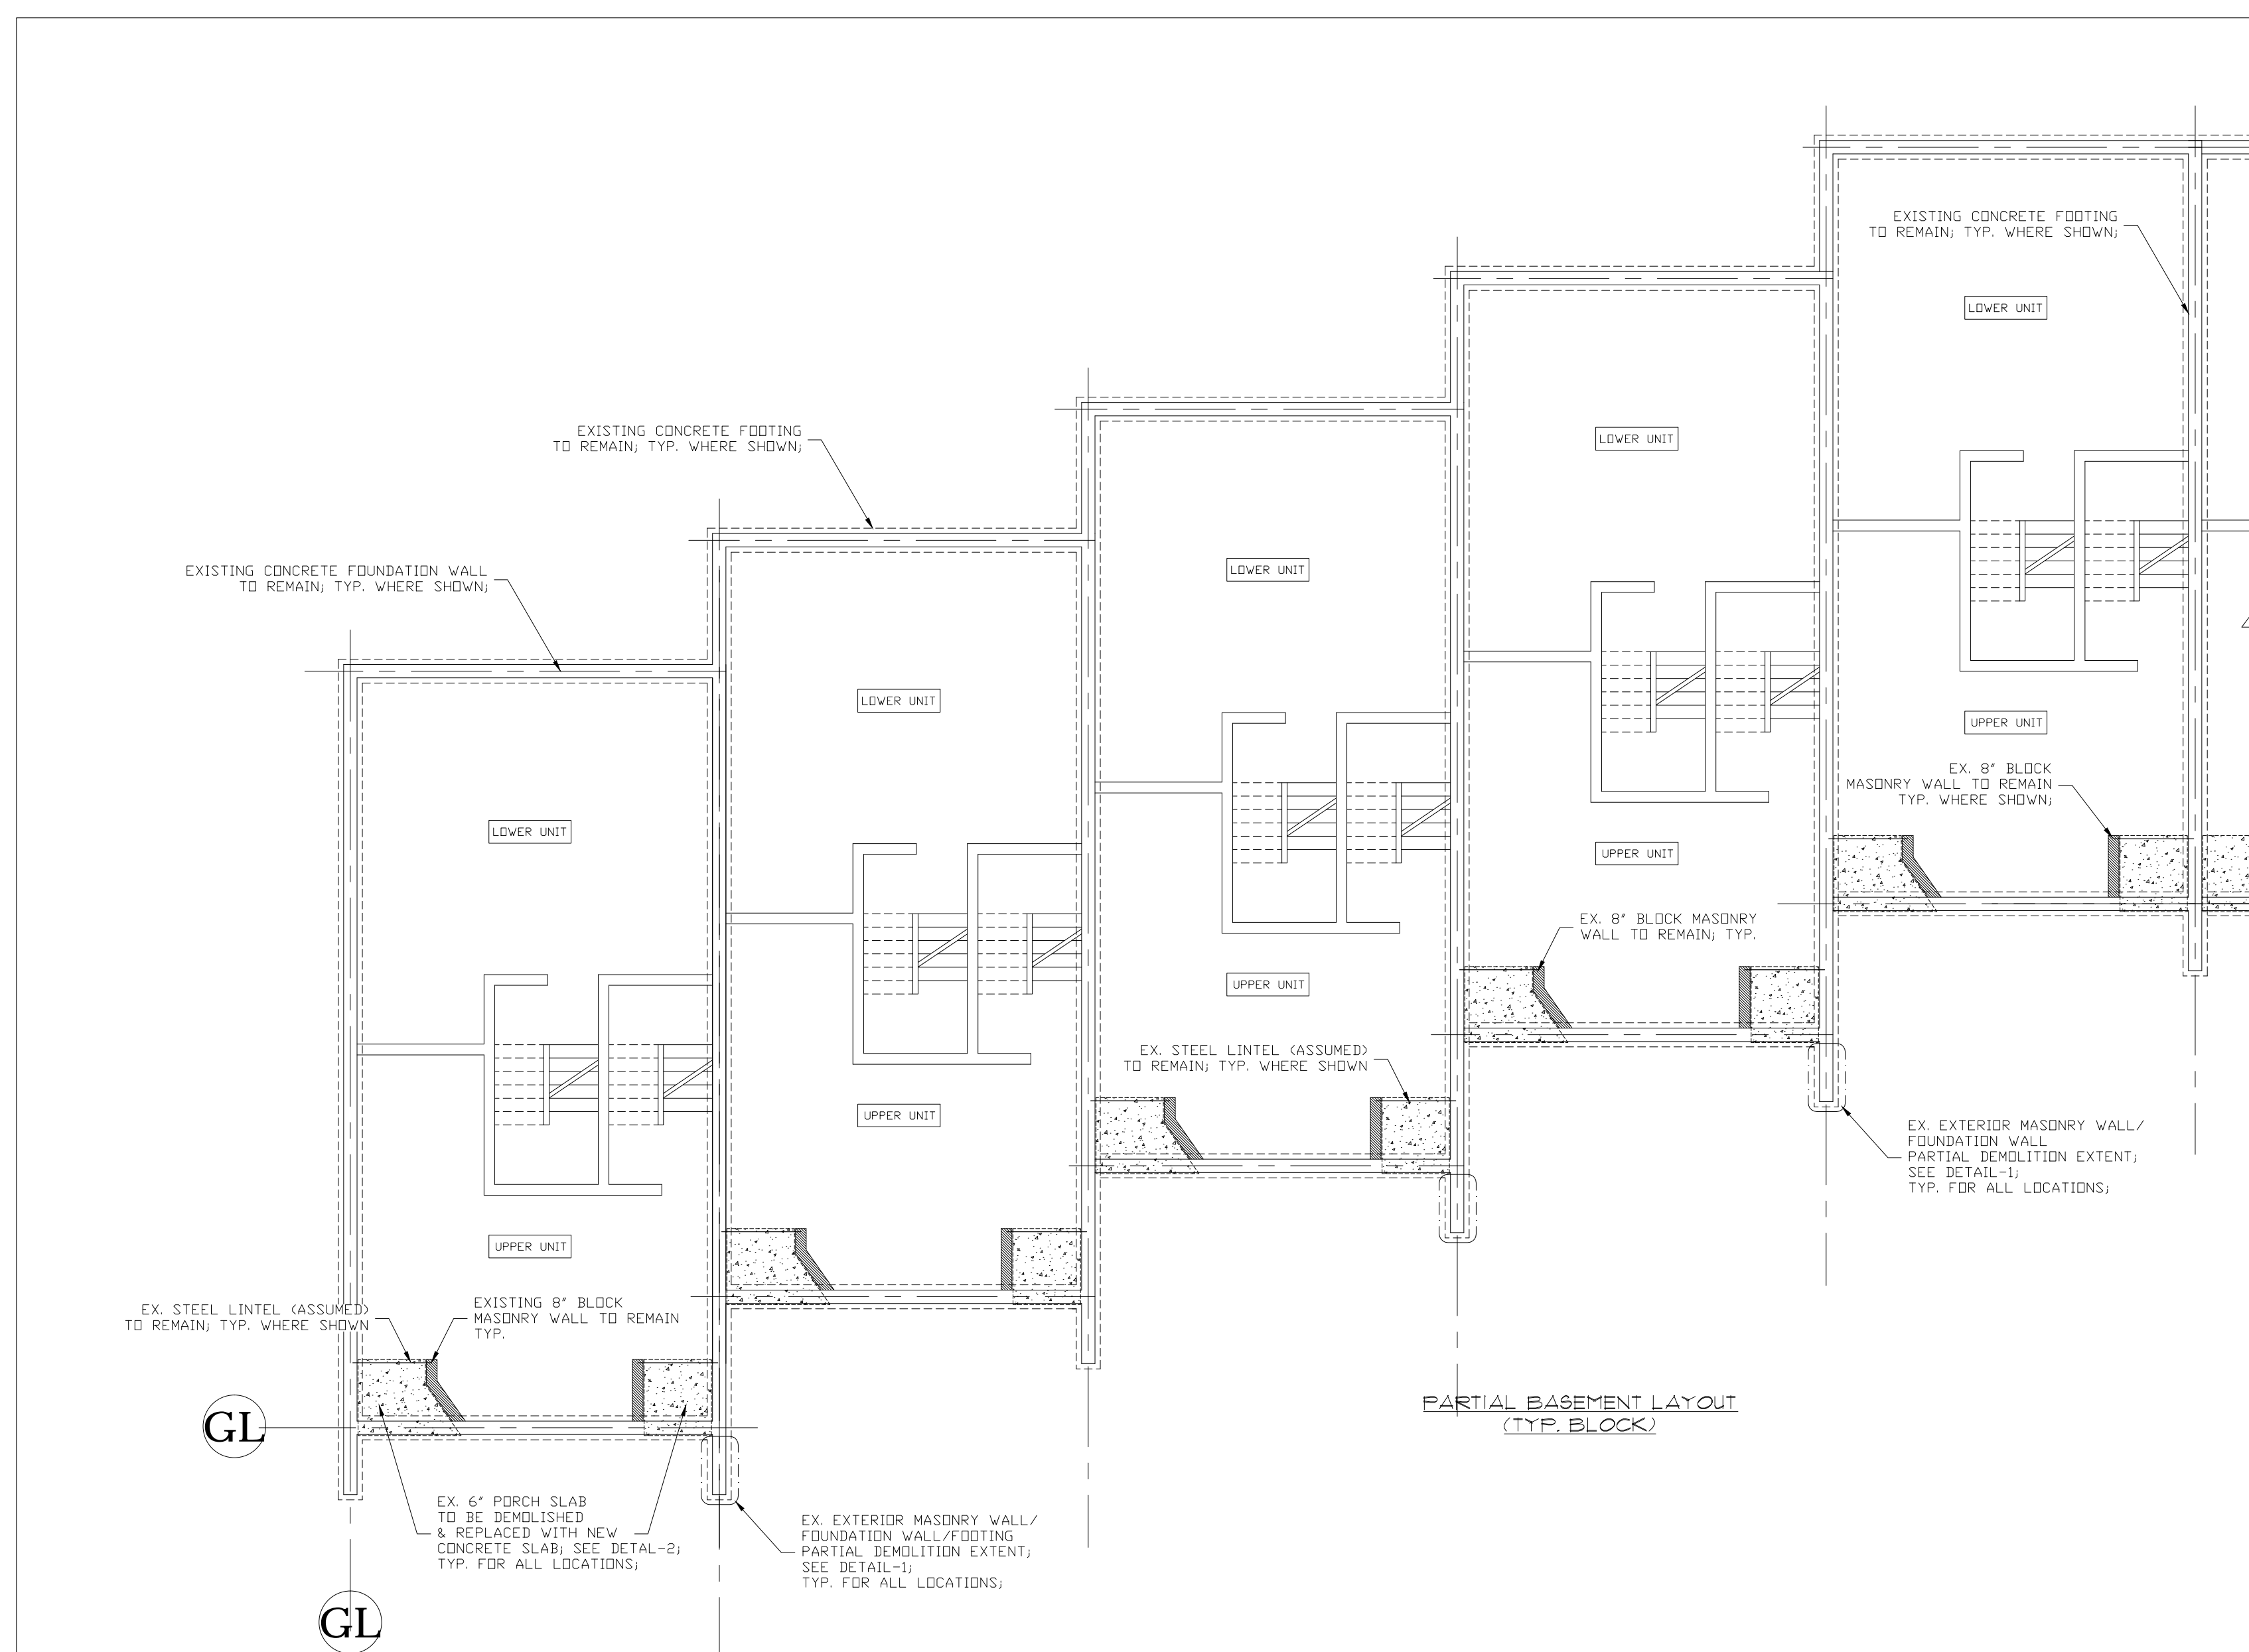 EXISTING CONCRETE FOOTING
TO REMAIN; TYP. WHERE SHOWN;
LOWER UNIT
EXISTING CONCRETE FOOTING
TO REMAIN; TYP. WHERE SHOWN;
LOWER UNIT
EXISTING CONCRETE FOUNDATION WALL
TO REMAIN; TYP. WHERE SHOWN;
LOWER UNIT
LOWER UNIT
UPPER UNIT
EX. 8" BLOCK
MASONRY WALL TO REMAIN
TYP. WHERE SHOWN;
LOWER UNIT
UPPER UNIT
EX. 8" BLOCK MASONRY
WALL TO REMAIN; TYP.
UPPER UNIT
EX. STEEL LINTEL (ASSUMED)
TO REMAIN; TYP. WHERE SHOWN
UPPER UNIT
EX. EXTERIOR MASONRY WALL/
FOUNDATION WALL
PARTIAL DEMOLITION EXTENT;
SEE DETAIL-1;
TYP. FOR ALL LOCATIONS;
UPPER UNIT
EX. STEEL LINTEL (ASSUMED)
TO REMAIN; TYP. WHERE SHOWN
EXISTING 8" BLOCK
MASONRY WALL TO REMAIN
TYP.
PARTIAL BASEMENT LAYOUT
(TYP. BLOCK)
GL
EX. 6" PORCH SLAB
TO BE DEMOLISHED
& REPLACED WITH NEW
CONCRETE SLAB; SEE DETAL-2;
TYP. FOR ALL LOCATIONS;
EX. EXTERIOR MASONRY WALL/
FOUNDATION WALL/FOOTING
PARTIAL DEMOLITION EXTENT;
SEE DETAIL-1;
TYP. FOR ALL LOCATIONS;
GL